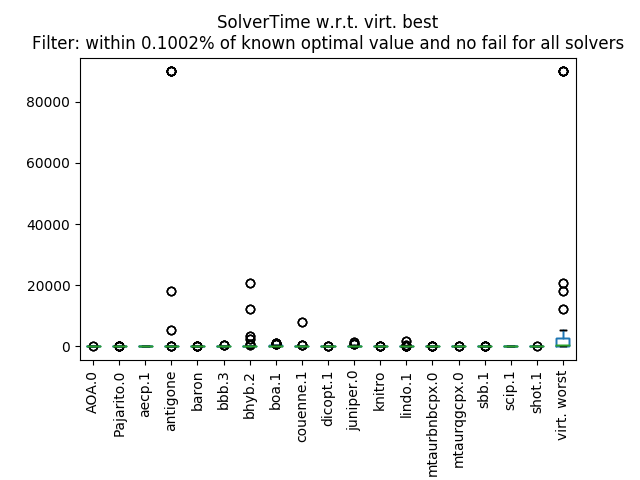 SolverTime w.r.t. virt. best
Filter: within 0.1002% of known optimal value and no fail for all solvers
80000
60000
40000
20000
0
AOA.0
Pajarito.0
aecp.1
antigone
baron
bbb.3
bhyb.2
boa.1
couenne.1
dicopt.1
juniper.0
knitro
lindo.1
mtaurbnbcpx.0
mtaurqgcpx.0
sbb.1
scip.1
shot.1
virt. worst